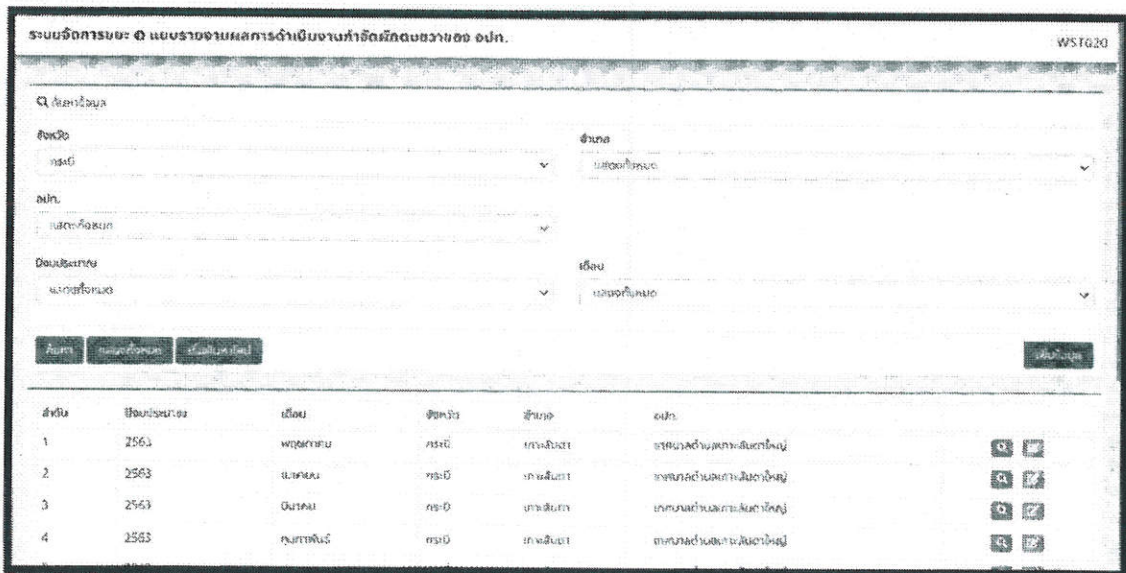 ระบบจัดการขยะ แบบรายงานผลการดำเนินงานกำจัดผักตบชวาของ อปท. WSTG20
ค้นหาข้อมูล
จังหวัด อำเภอ
กระบี่ แสดงทั้งหมด
อปท.
แสดงทั้งหมด
ปีงบประมาณ เดือน
แสดงทั้งหมด แสดงทั้งหมด
ค้นหา แสดงทั้งหมด เริ่มค้นหาใหม่ เพิ่มข้อมูล
ลำดับ ปีงบประมาณ เดือน จังหวัด อำเภอ อปท.
1 2563 พฤษภาคม กระบี่ เกาะลันตา เทศบาลตำบลเกาะลันตาใหญ่
2 2563 เมษายน กระบี่ เกาะลันตา เทศบาลตำบลเกาะลันตาใหญ่
3 2563 มีนาคม กระบี่ เกาะลันตา เทศบาลตำบลเกาะลันตาใหญ่
4 2563 กุมภาพันธ์ กระบี่ เกาะลันตา เทศบาลตำบลเกาะลันตาใหญ่